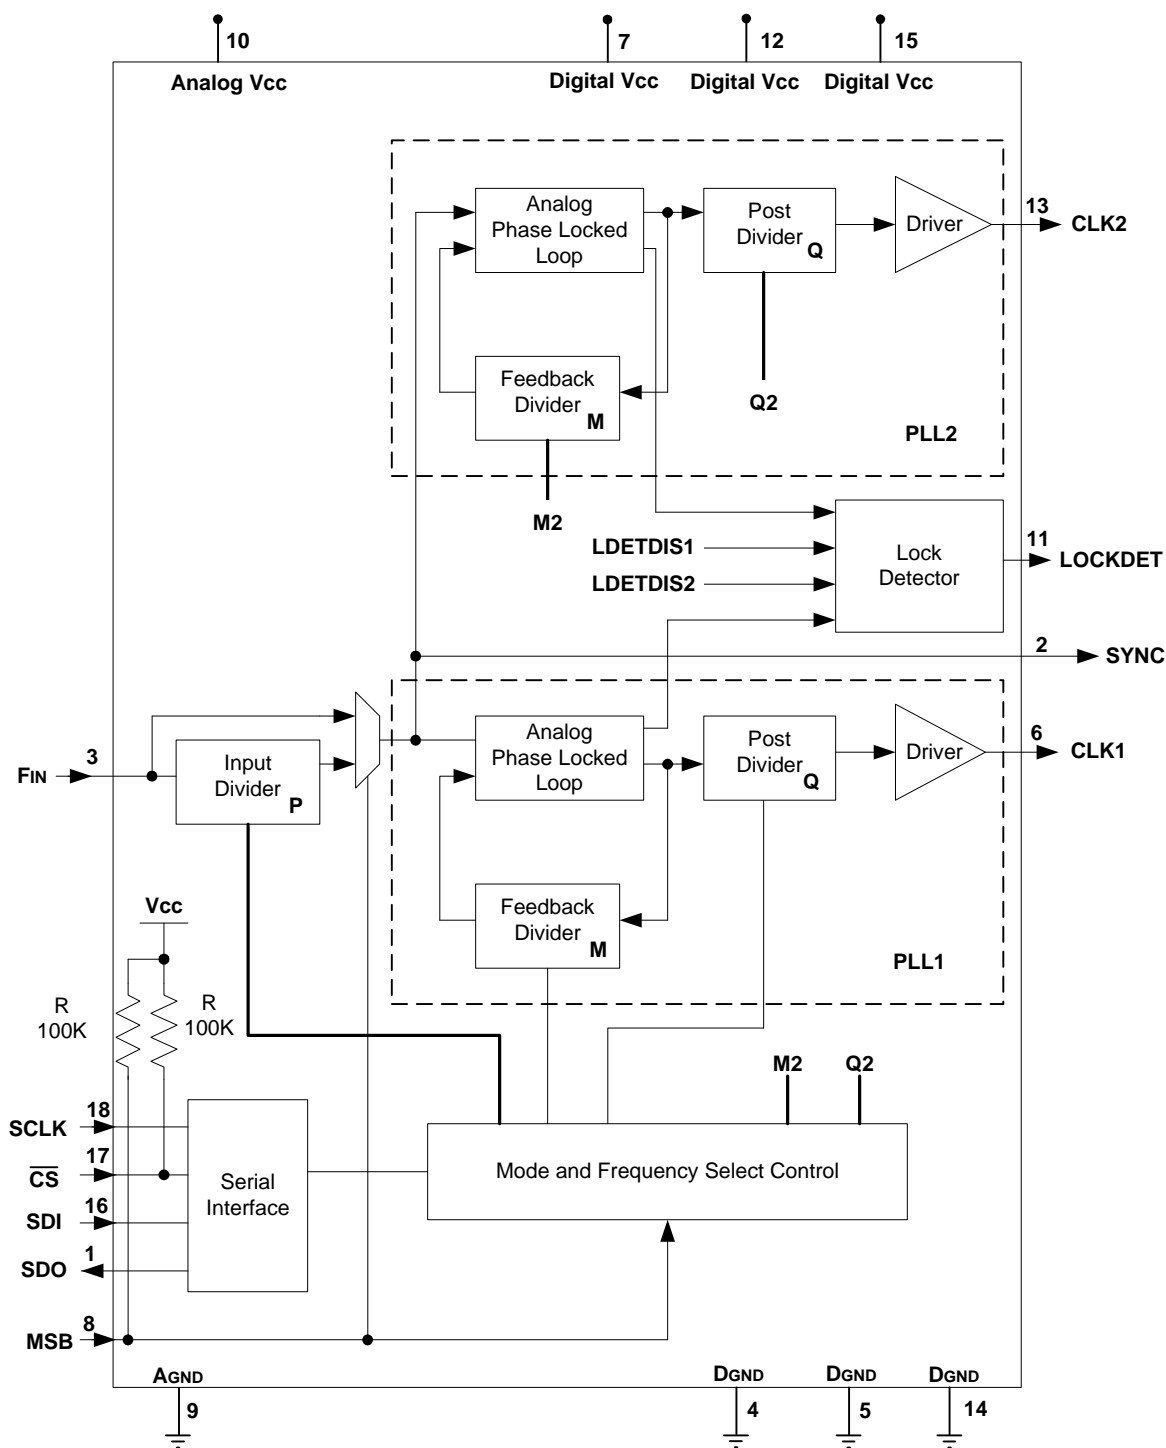 10
7
12
15
Analog Vcc
Digital Vcc
Digital Vcc
Digital Vcc
Analog
Phase Locked
Loop
Post
Divider
Q
Driver
13
CLK2
Feedback
Divider
M
Q2
PLL2
M2
LDETDIS1
LDETDIS2
Lock
Detector
11
LOCKDET
2
SYNC
3
FIN
Input
Divider
P
Analog
Phase Locked
Loop
Post
Divider
Q
Driver
6
CLK1
Feedback
Divider
M
PLL1
Vcc
R
100K
R
100K
M2
Q2
18
SCLK
17
CS
16
SDI
1
SDO
8
MSB
Serial
Interface
Mode and Frequency Select Control
AGND
9
DGND
4
DGND
5
DGND
14